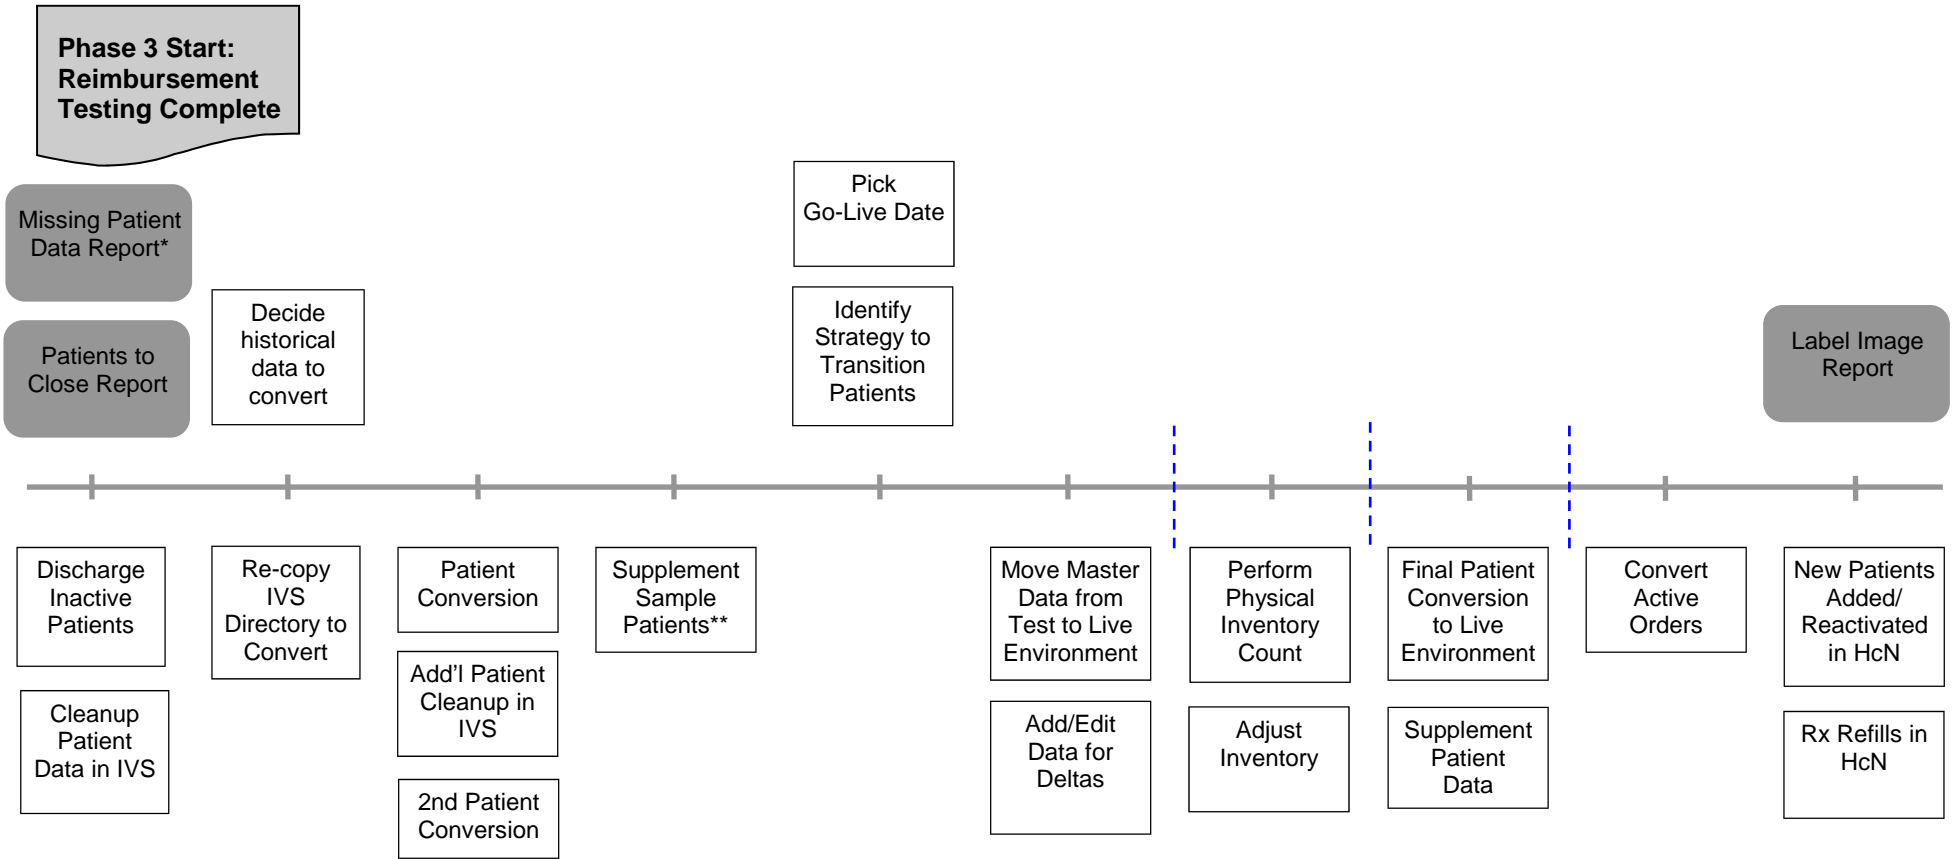 Phase 3 Start:
Reimbursement
Testing Complete
Missing Patient
Data Report*
Patients to
Close Report
Decide
historical
data to
convert
Pick
Go-Live Date
Identify
Strategy to
Transition
Patients
Label Image
Report
Discharge
Inactive
Patients
Cleanup
Patient
Data in IVS
Re-copy
IVS
Directory to
Convert
Patient
Conversion
Add’l Patient
Cleanup in
IVS
2nd Patient
Conversion
Supplement
Sample
Patients**
Move Master
Data from
Test to Live
Environment
Add/Edit
Data for
Deltas
Perform
Physical
Inventory
Count
Adjust
Inventory
Final Patient
Conversion
to Live
Environment
Supplement
Patient
Data
Convert
Active
Orders
New Patients
Added/
Reactivated
in HcN
Rx Refills in
HcN